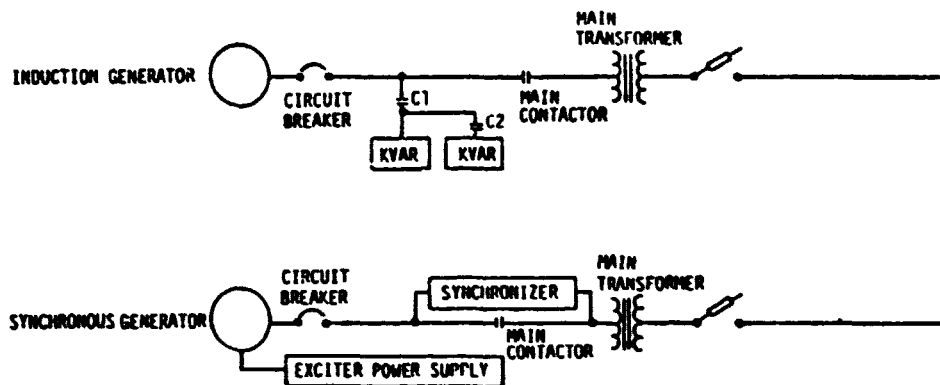 MAIN
TRANSFORMER
INDUCTION GENERATOR
CIRCUIT
BREAKER
C1
C2
MAIN
CONTACTOR
KVAR
KVAR
MAIN
TRANSFORMER
CIRCUIT
BREAKER
SYNCHRONIZER
SYNCHRONOUS GENERATOR
MAIN
CONTACTOR
EXCITER POWER SUPPLY